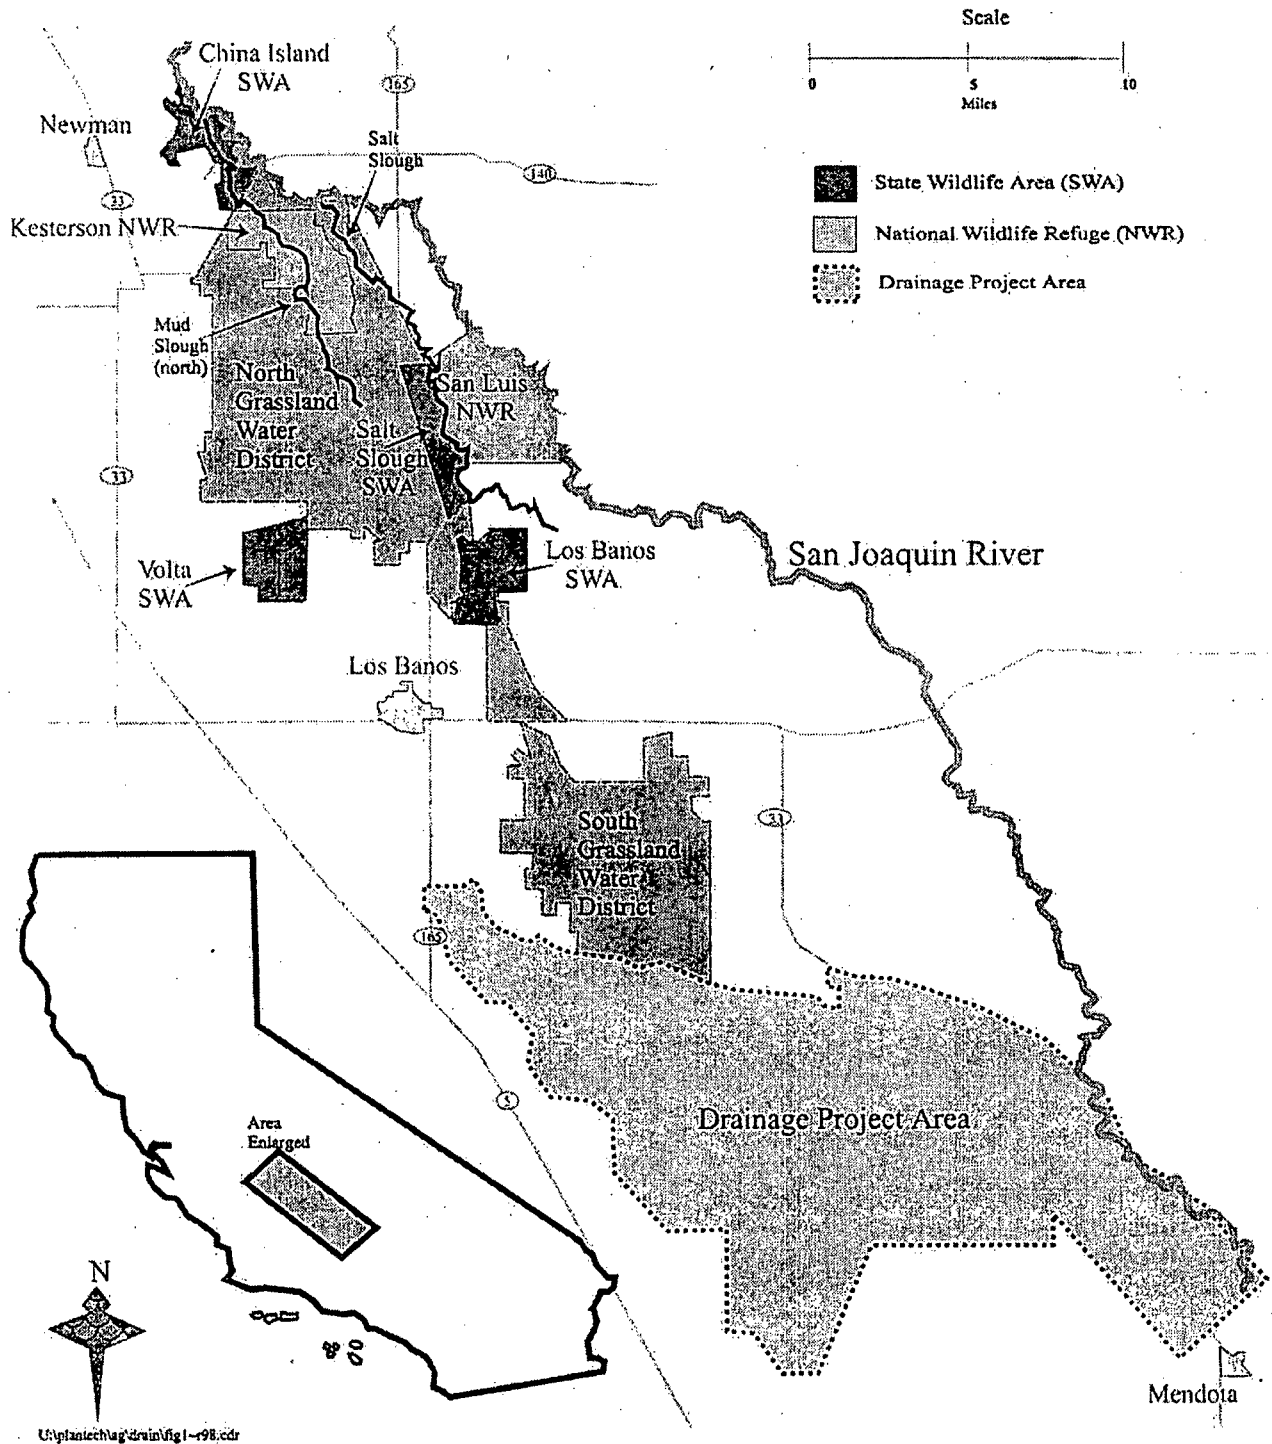 Scale
0 5 10
Miles
China Island
SWA
165
Newman
Salt
Slough
140
State Wildlife Area (SWA)
33
Kesterson NWR
National Wildlife Refuge (NWR)
Drainage Project Area
Mud
Slough
(north)
North
Grassland
Water
District
San Luis
NWR
Salt
Slough
SWA
33
Volta
SWA
Los Banos
SWA
San Joaquin River
Los Banos
South
Grassland
Water
District
33
165
5
Drainage Project Area
Area
Enlarged
N
Mendota
U:\plantech\ag\drain\fig1-r98.cdr